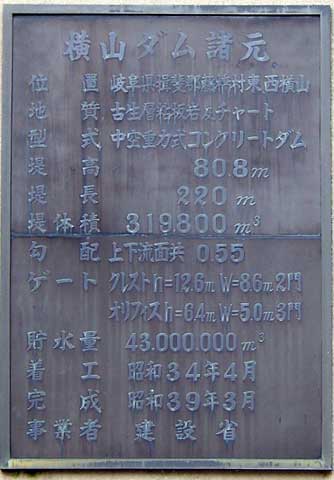 横山ダム諸元
位置 岐阜県揖斐郡藤橋村東西横山
地質 古生層粘板岩及チャート
型式 中空重力式コンクリートダム
堤高 80.8m
堤長 220m
堤体積 319.800m³
勾配 上下流面共 0.55
ゲート クレストh=12.6m W=8.6m2門
オリフィスh=6.4m W=5.0m3門
貯水量 43.000.000m³
着工 昭和34年4月
完成 昭和39年3月
事業者 建設省